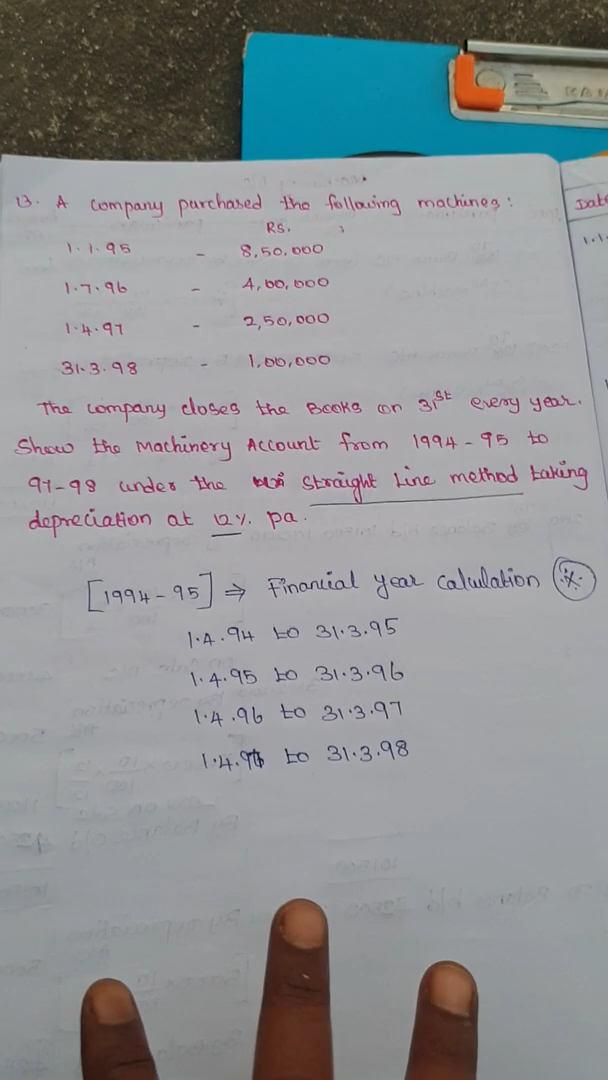 13. A company purchased the following machines:
Rs.
1.1.95 - 8,50,000
1.7.96 - 4,00,000
1.4.97 - 2,50,000
31.3.98 - 1,00,000
The company closes the Books on 31st every year.
Show the Machinery Account from 1994-95 to
97-98 under the straight line method taking
depreciation at 12% pa.
[1994-95] ⇒ Financial year calculation
1.4.94 to 31.3.95
1.4.95 to 31.3.96
1.4.96 to 31.3.97
1.4.97 to 31.3.98
Date